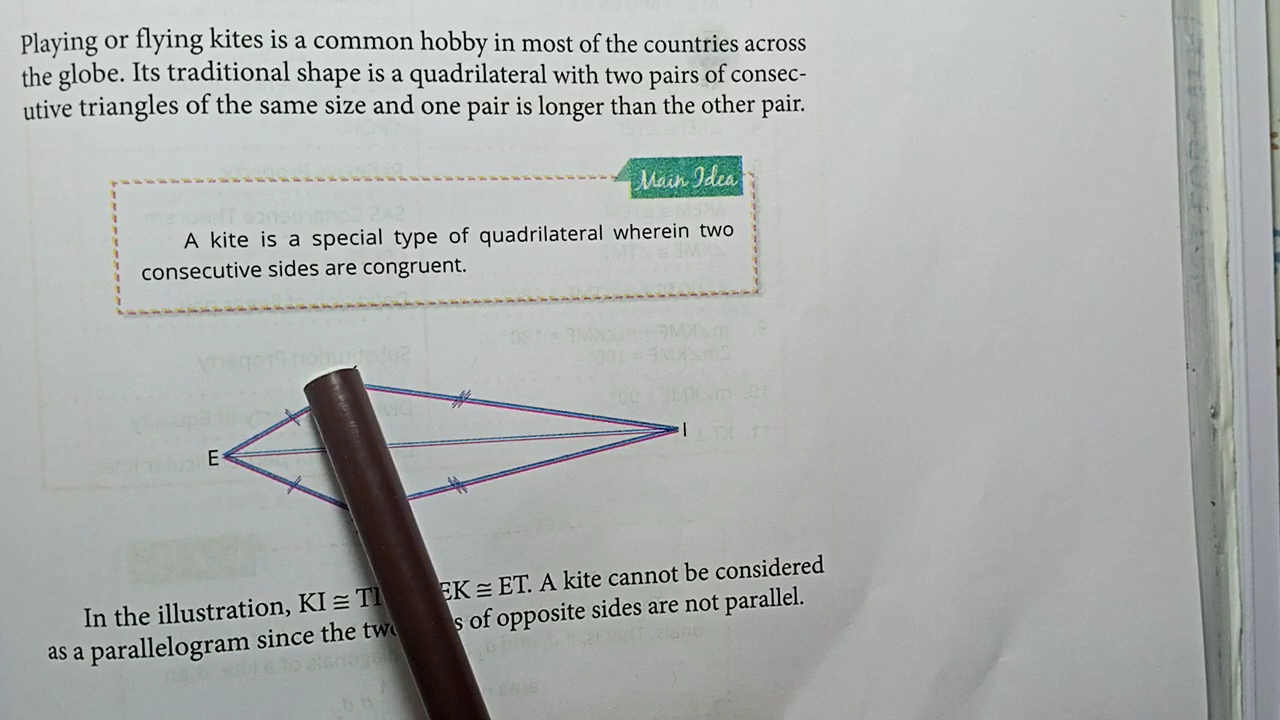 Playing or flying kites is a common hobby in most of the countries across
the globe. Its traditional shape is a quadrilateral with two pairs of consec-
utive triangles of the same size and one pair is longer than the other pair.
Main Idea
A kite is a special type of quadrilateral wherein two
consecutive sides are congruent.
E
I
In the illustration, KI ≅ EK ≅ ET. A kite cannot be considered
as a parallelogram since the of opposite sides are not parallel.